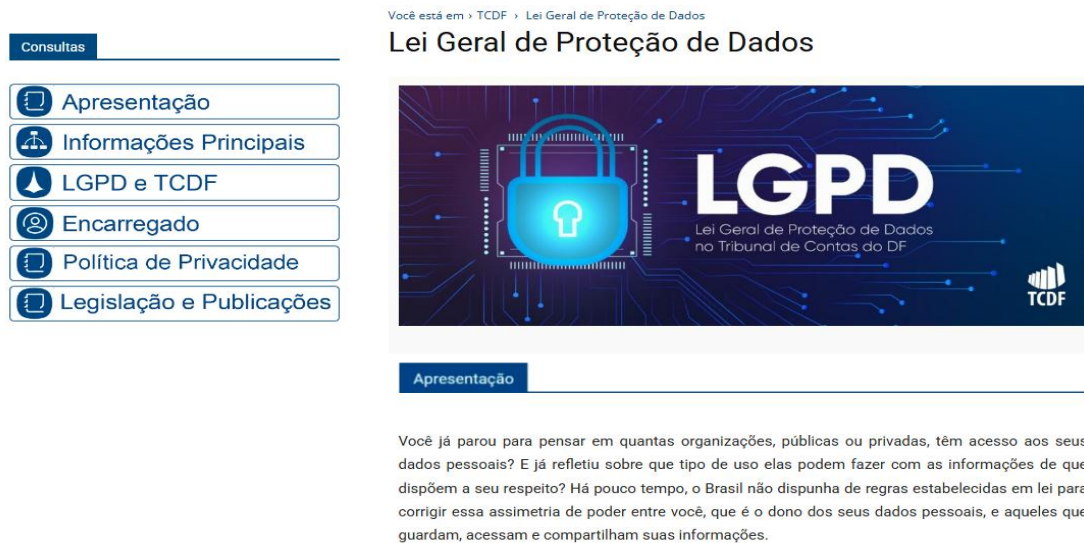 Você está em › TCDF › Lei Geral de Proteção de Dados
Lei Geral de Proteção de Dados
Consultas
Apresentação
Informações Principais
LGPD e TCDF
Encarregado
Política de Privacidade
Legislação e Publicações
LGPD
Lei Geral de Proteção de Dados
no Tribunal de Contas do DF
TCDF
Apresentação
Você já parou para pensar em quantas organizações, públicas ou privadas, têm acesso aos seus
dados pessoais? E já refletiu sobre que tipo de uso elas podem fazer com as informações de que
dispõem a seu respeito? Há pouco tempo, o Brasil não dispunha de regras estabelecidas em lei para
corrigir essa assimetria de poder entre você, que é o dono dos seus dados pessoais, e aqueles que
guardam, acessam e compartilham suas informações.